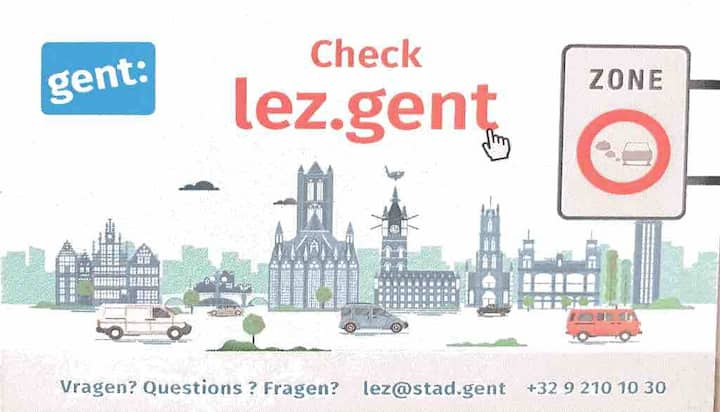 gent:
Check
lez.gent
ZONE
Vragen? Questions ? Fragen? lez@stad.gent +32 9 210 10 30